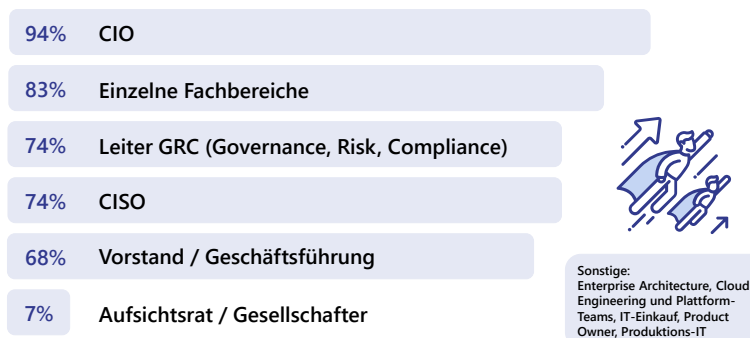 94% CIO
83% Einzelne Fachbereiche
74% Leiter GRC (Governance, Risk, Compliance)
74% CISO
68% Vorstand / Geschäftsführung
7% Aufsichtsrat / Gesellschafter
Sonstige:
Enterprise Architecture, Cloud
Engineering und Plattform-
Teams, IT-Einkauf, Product
Owner, Produktions-IT